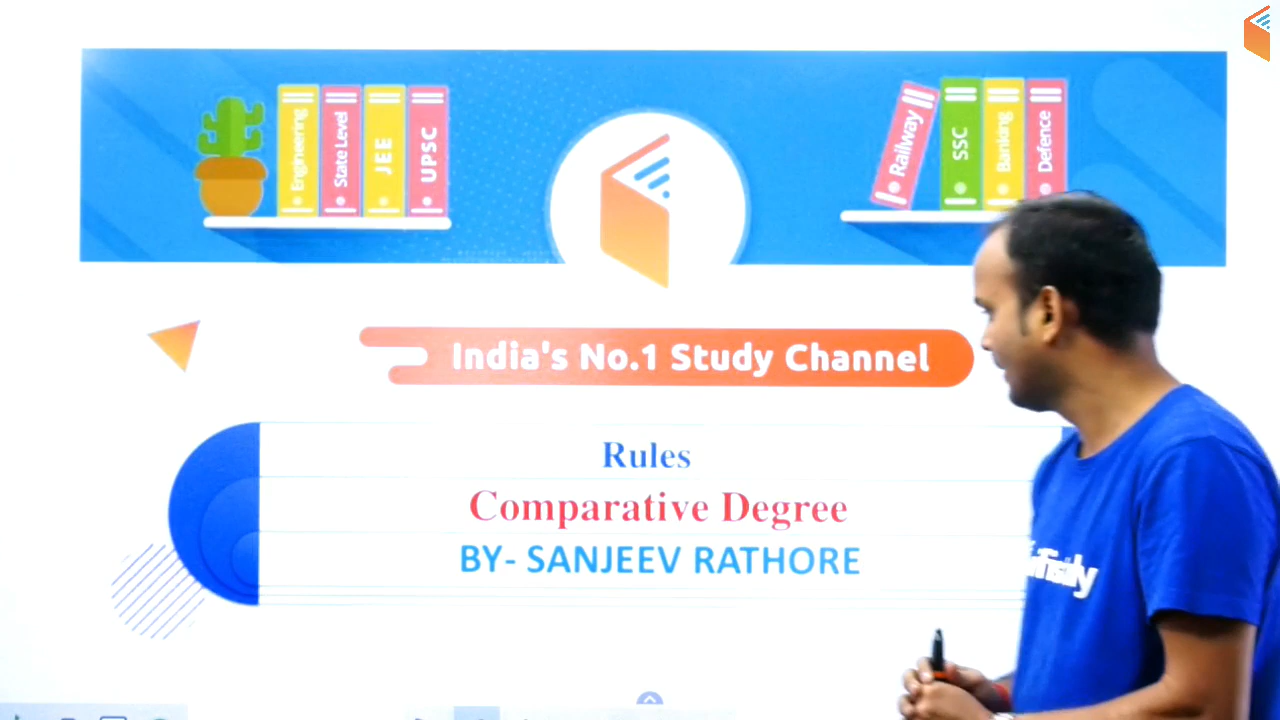 Engineering
State Level
JEE
UPSC
Railway
SSC
Banking
Defence
India's No.1 Study Channel
Rules
Comparative Degree
BY- SANJEEV RATHORE